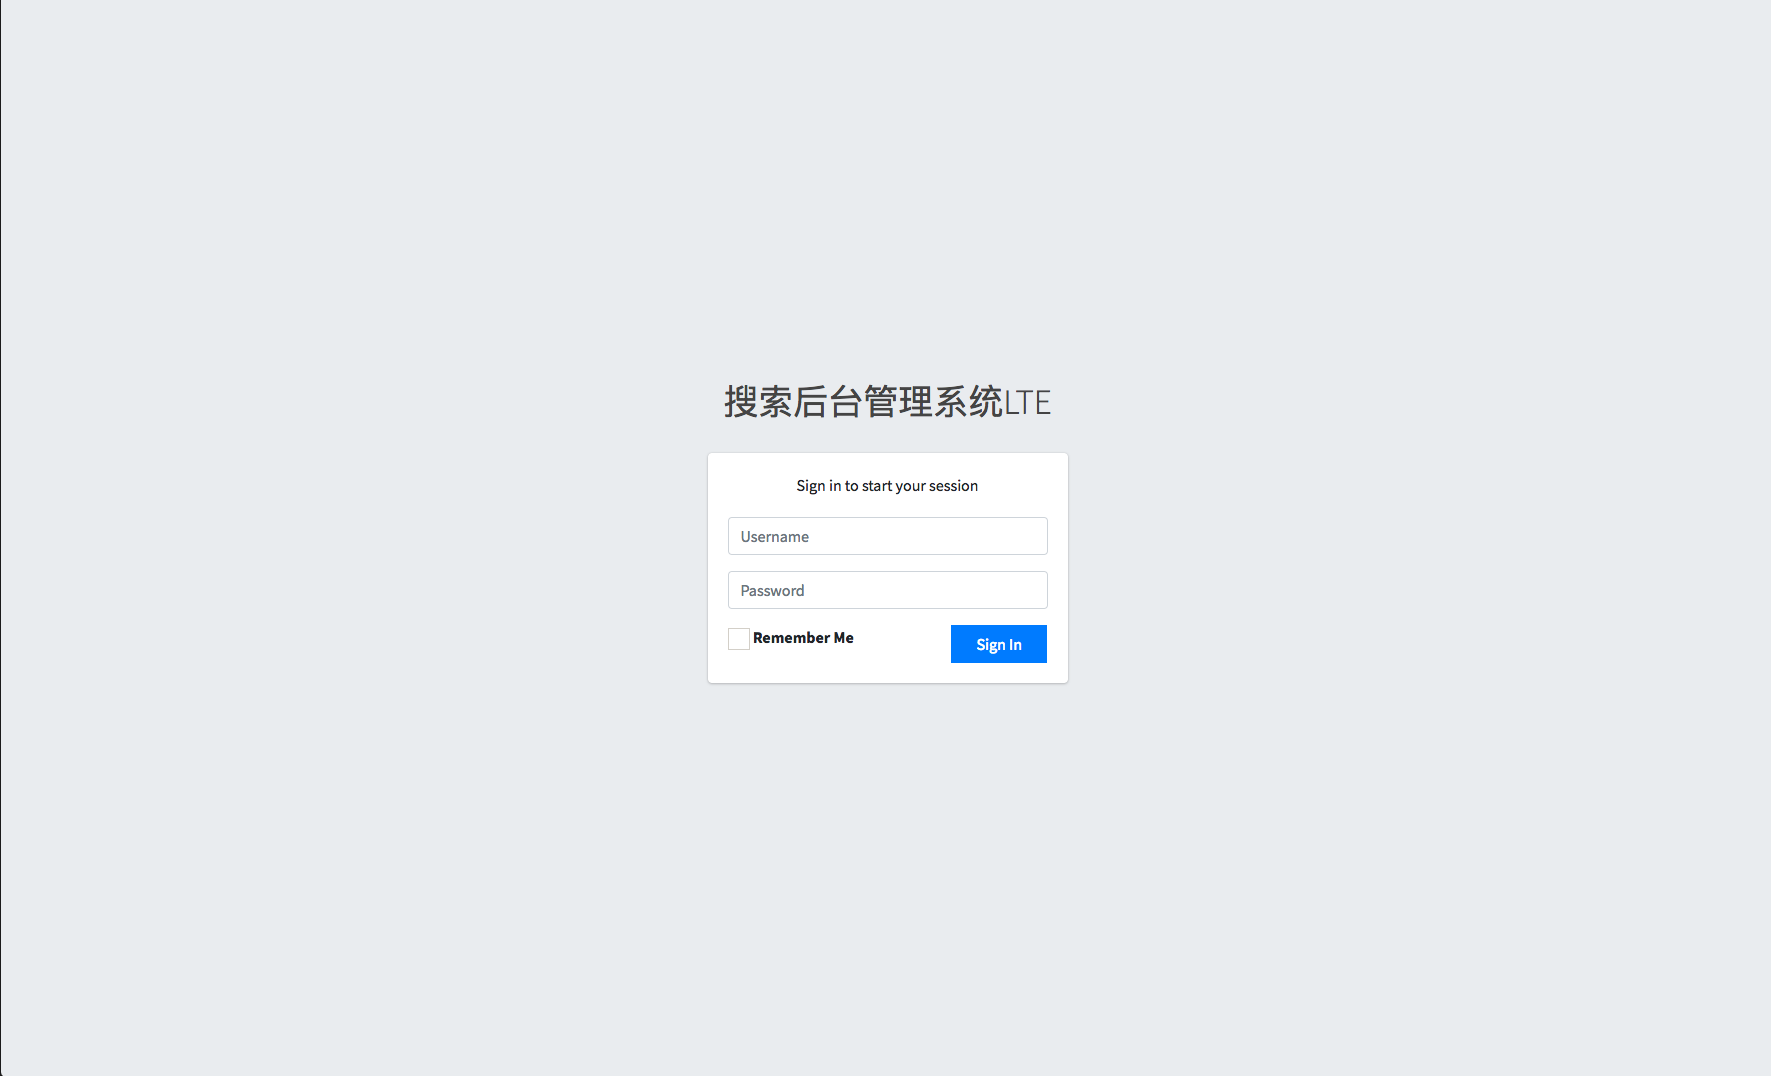 搜索后台管理系统LTE
Sign in to start your session
Username
Password
Remember Me
Sign In